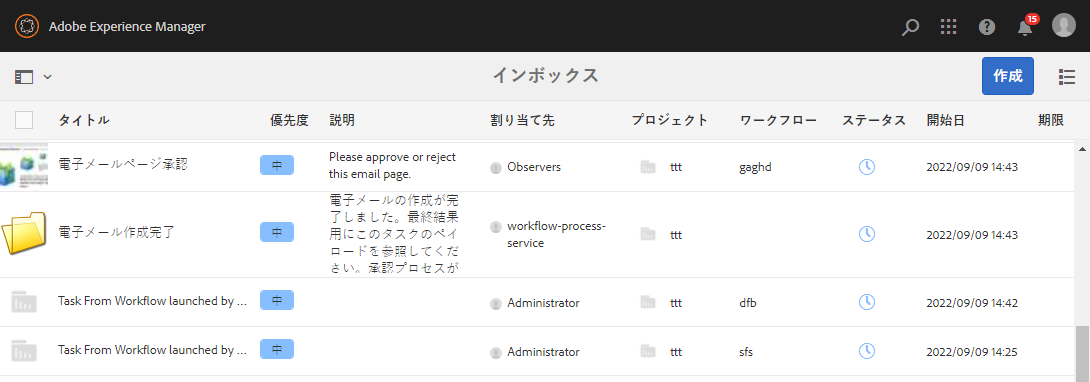 Adobe Experience Manager
15
インボックス
作成
タイトル 優先度 説明 割り当て先 プロジェクト ワークフロー ステータス 開始日 期限
電子メールページ承認 中 Please approve or reject this email page. Observers ttt gaghd 2022/09/09 14:43
電子メール作成完了 中 電子メールの作成が完
了しました。最終結果
用にこのタスクのペイ
ロードを参照してくだ
さい。承認プロセスが
workflow-process-
service
ttt 2022/09/09 14:43
Task From Workflow launched by ... 中 Administrator ttt dfb 2022/09/09 14:42
Task From Workflow launched by ... 中 Administrator ttt sfs 2022/09/09 14:25